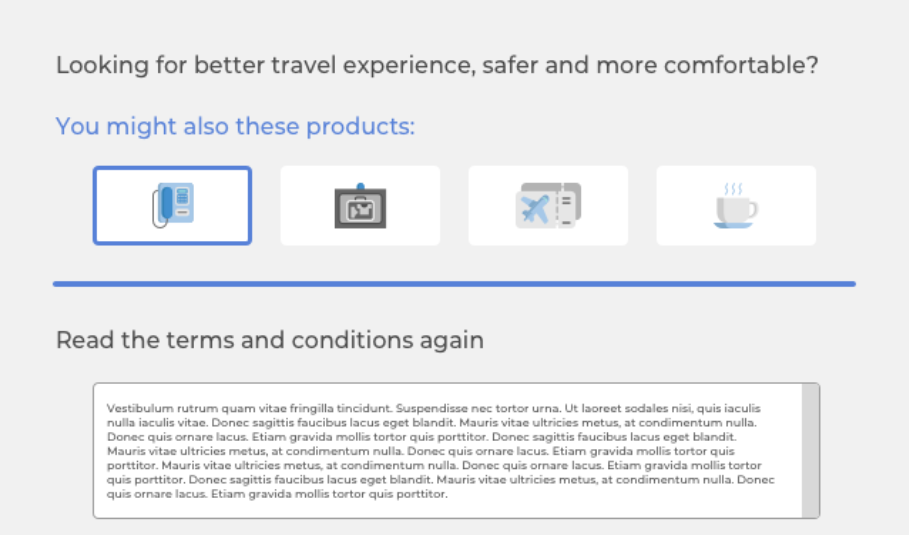 Looking for better travel experience, safer and more comfortable?
You might also these products:
Read the terms and conditions again
Vestibulum rutrum quam vitae fringilla tincidunt. Suspendisse nec tortor urna. Ut laoreet sodales nisi, quis iaculis
nulla iaculis vitae. Donec sagittis faucibus lacus eget blandit. Mauris vitae ultricies metus, at condimentum nulla.
Donec quis ornare lacus. Etiam gravida mollis tortor quis porttitor. Donec sagittis faucibus lacus eget blandit.
Mauris vitae ultricies metus, at condimentum nulla. Donec quis ornare lacus. Etiam gravida mollis tortor quis
porttitor. Mauris vitae ultricies metus, at condimentum nulla. Donec quis ornare lacus. Etiam gravida mollis tortor
quis porttitor. Donec sagittis faucibus lacus eget blandit. Mauris vitae ultricies metus, at condimentum nulla. Donec
quis ornare lacus. Etiam gravida mollis tortor quis porttitor.